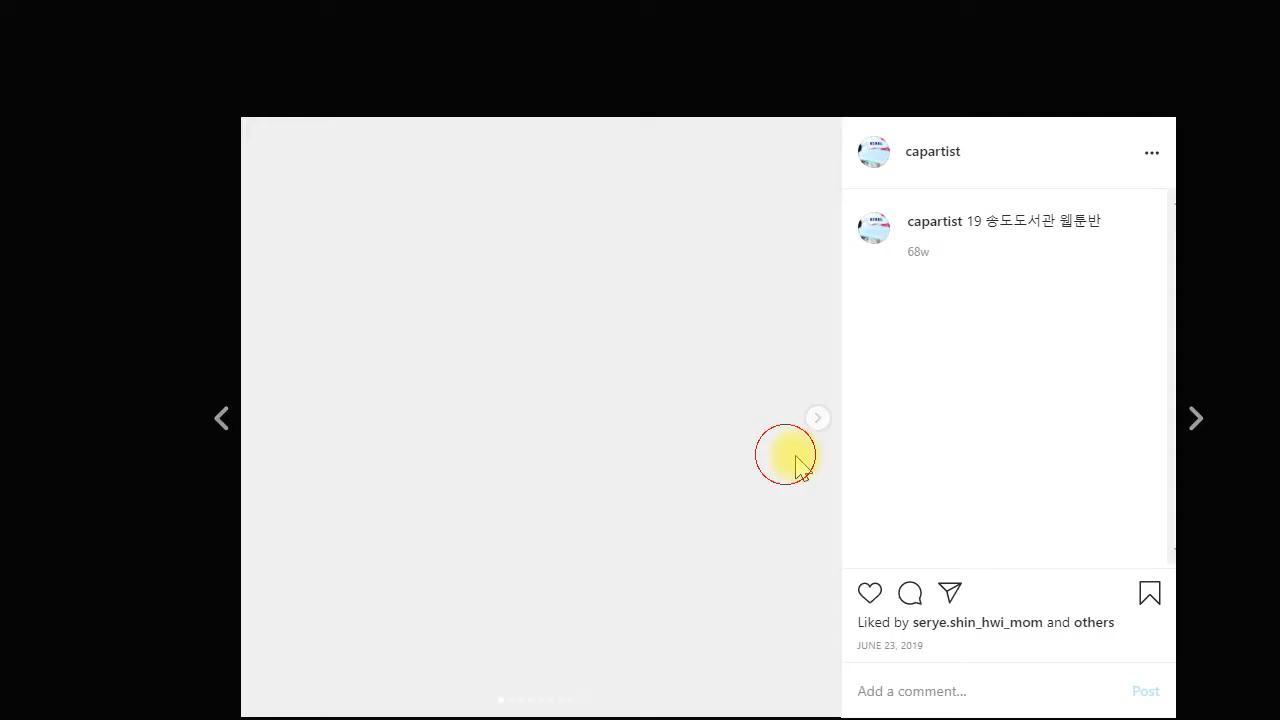 capartist
capartist 19 송도도서관 웹툰반
68w
Liked by serye.shin_hwi_mom and others
JUNE 23, 2019
Add a comment...
Post